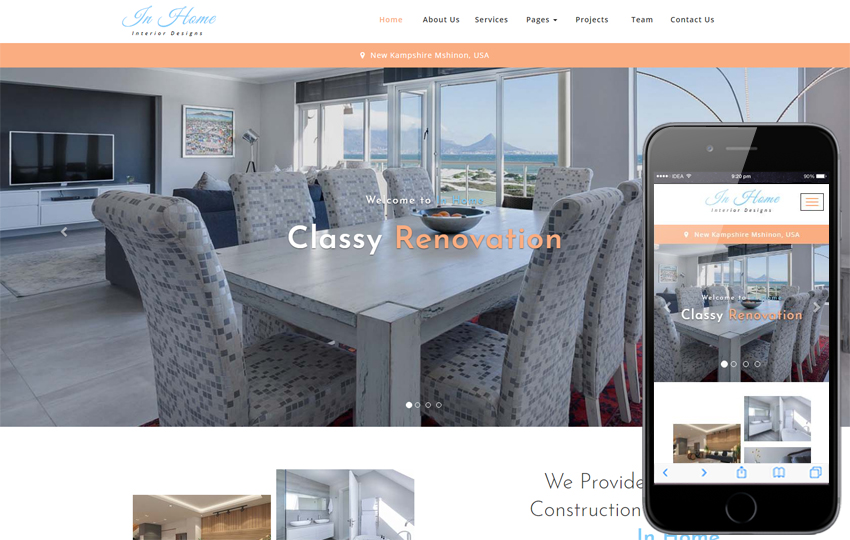 In Home
Interior Designs
Home About Us Services Pages Projects Team Contact Us
New Kampshire Mshinon, USA
Welcome to In Home
Classy Renovation
We Provide
Construction
In Home
IDEA 9:20 pm 90%
In Home
Interior Designs
New Kampshire Mshinon, USA
Welcome to
Classy Renovation